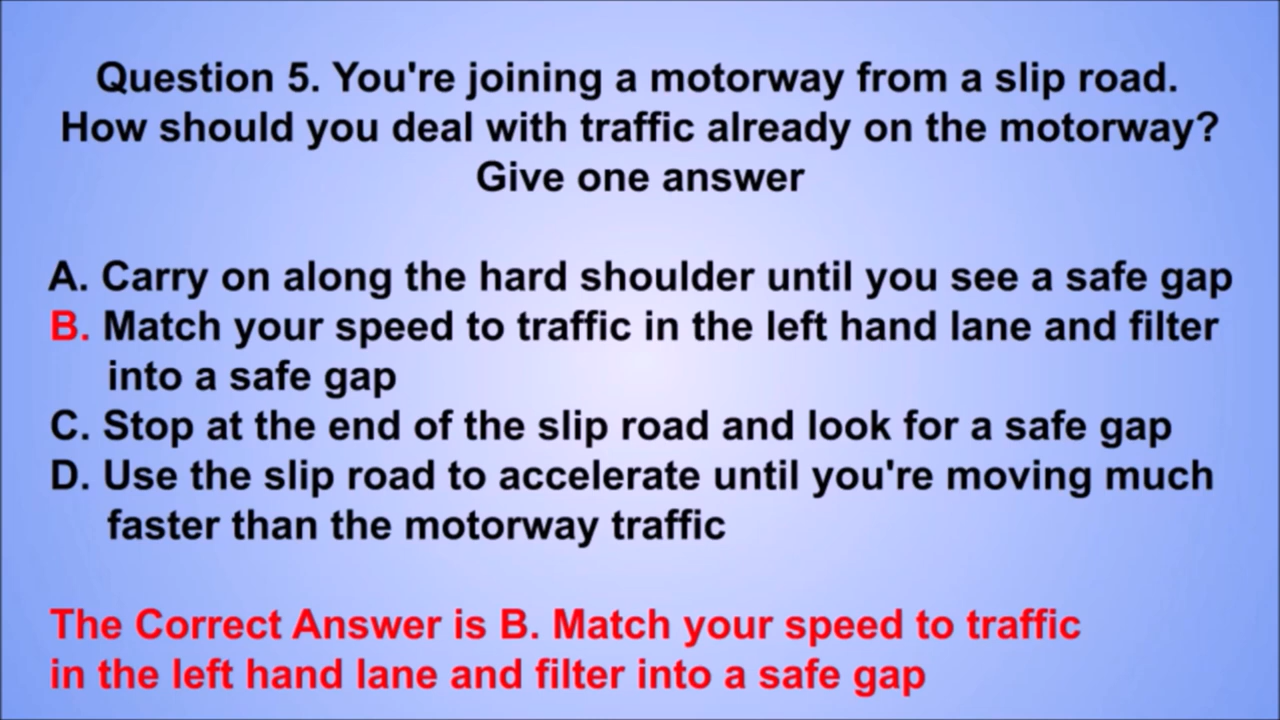 Question 5. You're joining a motorway from a slip road.
How should you deal with traffic already on the motorway?
Give one answer
A. Carry on along the hard shoulder until you see a safe gap
B. Match your speed to traffic in the left hand lane and filter
into a safe gap
C. Stop at the end of the slip road and look for a safe gap
D. Use the slip road to accelerate until you're moving much
faster than the motorway traffic
The Correct Answer is B. Match your speed to traffic
in the left hand lane and filter into a safe gap